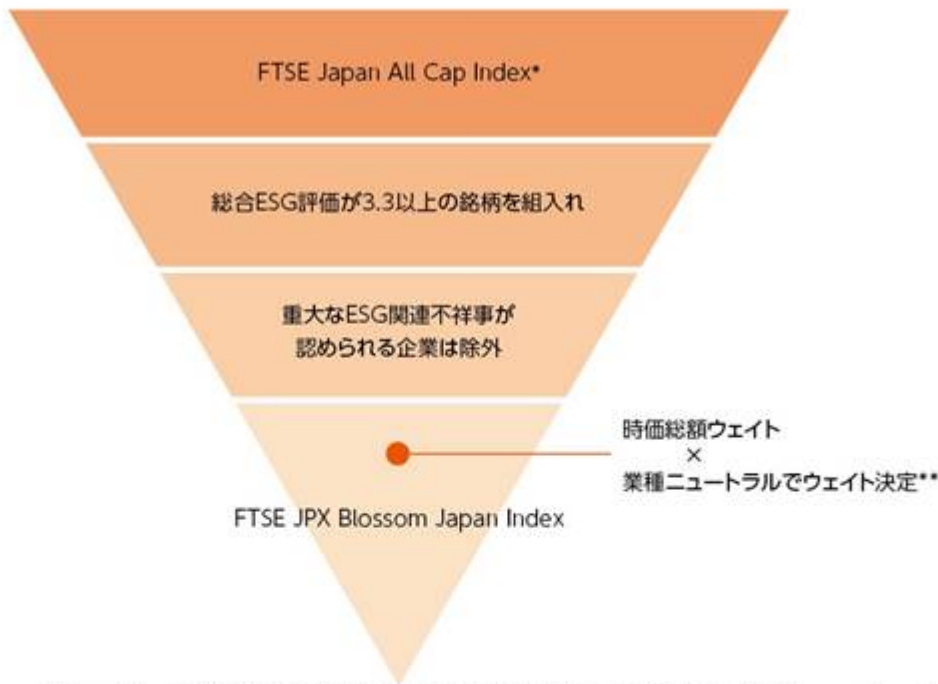 FTSE Japan All Cap Index*
総合ESG評価が3.3以上の銘柄を組入れ
重大なESG関連不祥事が
認められる企業は除外
時価総額ウェイト
×
業種ニュートラルでウェイト決定**
FTSE JPX Blossom Japan Index